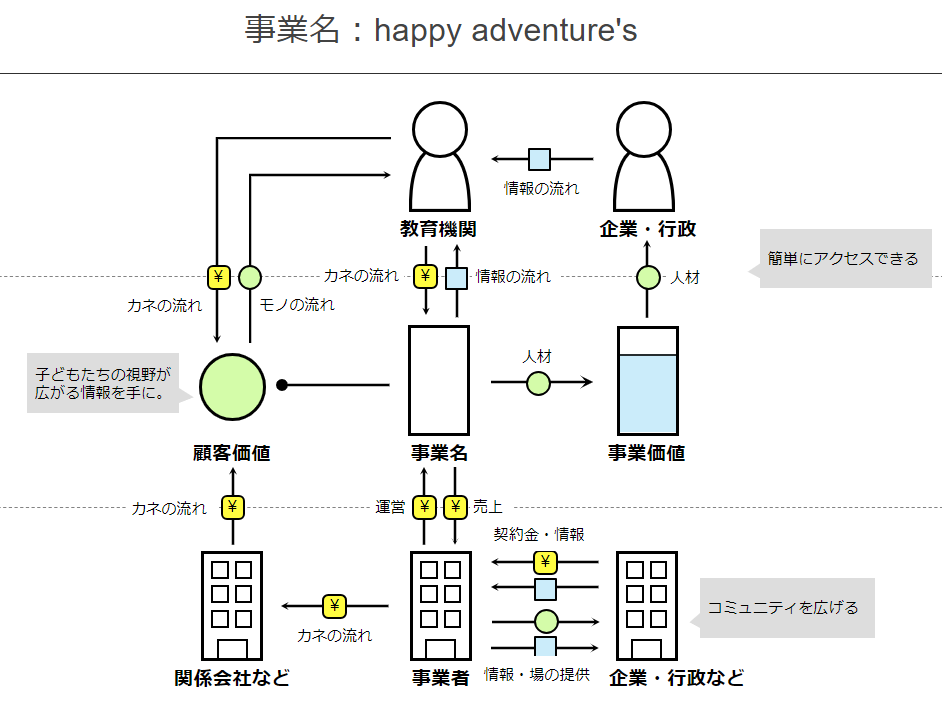 事業名：happy adventure's
情報の流れ
教育機関
企業・行政
簡単にアクセスできる
¥
カネの流れ
モノの流れ
カネの流れ
¥
情報の流れ
人材
子どもたちの視野が
広がる情報を手に。
人材
顧客価値
事業名
事業価値
カネの流れ
¥
運営
¥
¥
売上
契約金・情報
¥
¥
カネの流れ
コミュニティを広げる
情報・場の提供
関係会社など
事業者
企業・行政など